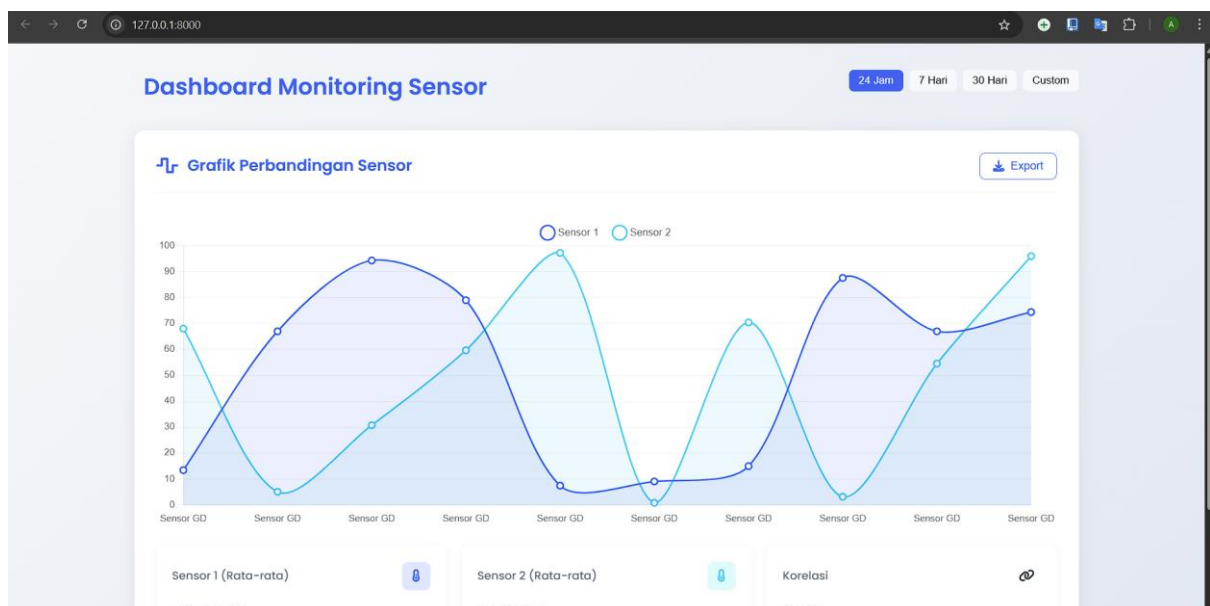 127.0.0.1:8000
A
Dashboard Monitoring Sensor
24 Jam 7 Hari 30 Hari Custom
Grafik Perbandingan Sensor
Export
Sensor 1 Sensor 2
100
90
80
70
60
50
40
30
20
10
0
Sensor GD Sensor GD Sensor GD Sensor GD Sensor GD Sensor GD Sensor GD Sensor GD Sensor GD Sensor GD
Sensor 1 (Rata-rata) Sensor 2 (Rata-rata) Korelasi